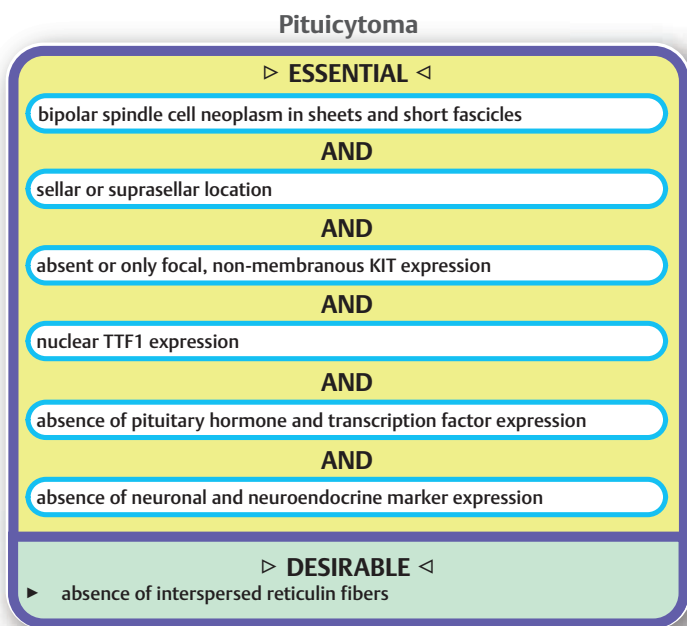 Pituicytoma
▷ ESSENTIAL ◁
bipolar spindle cell neoplasm in sheets and short fascicles
AND
sellar or suprasellar location
AND
absent or only focal, non-membranous KIT expression
AND
nuclear TTF1 expression
AND
absence of pituitary hormone and transcription factor expression
AND
absence of neuronal and neuroendocrine marker expression
▷ DESIRABLE ◁
► absence of interspersed reticulin fibers